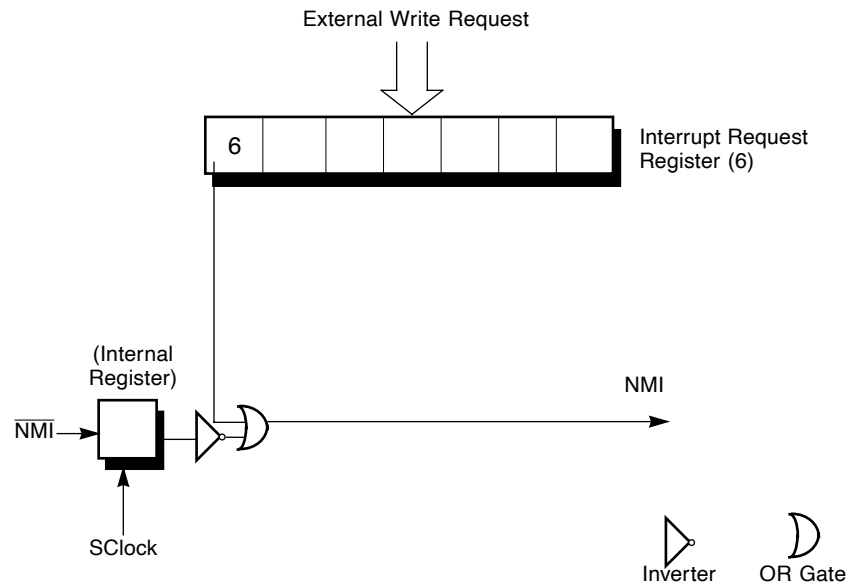 External Write Request
6
Interrupt Request
Register (6)
(Internal
Register)
NMI
NMI
SClock
Inverter
OR Gate